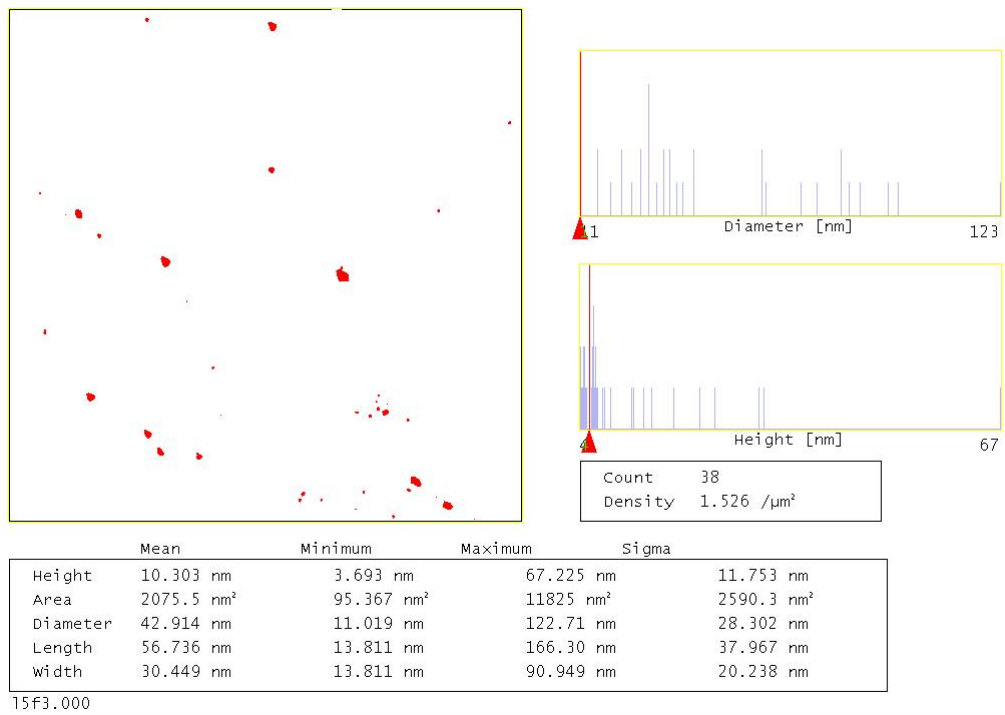 11
Diameter [nm]
123
4
Height [nm]
67
Count 38
Density 1.526 /µm²
Mean Minimum Maximum Sigma
Height 10.303 nm 3.693 nm 67.225 nm 11.753 nm
Area 2075.5 nm² 95.367 nm² 11825 nm² 2590.3 nm²
Diameter 42.914 nm 11.019 nm 122.71 nm 28.302 nm
Length 56.736 nm 13.811 nm 166.30 nm 37.967 nm
Width 30.449 nm 13.811 nm 90.949 nm 20.238 nm
15f3.000